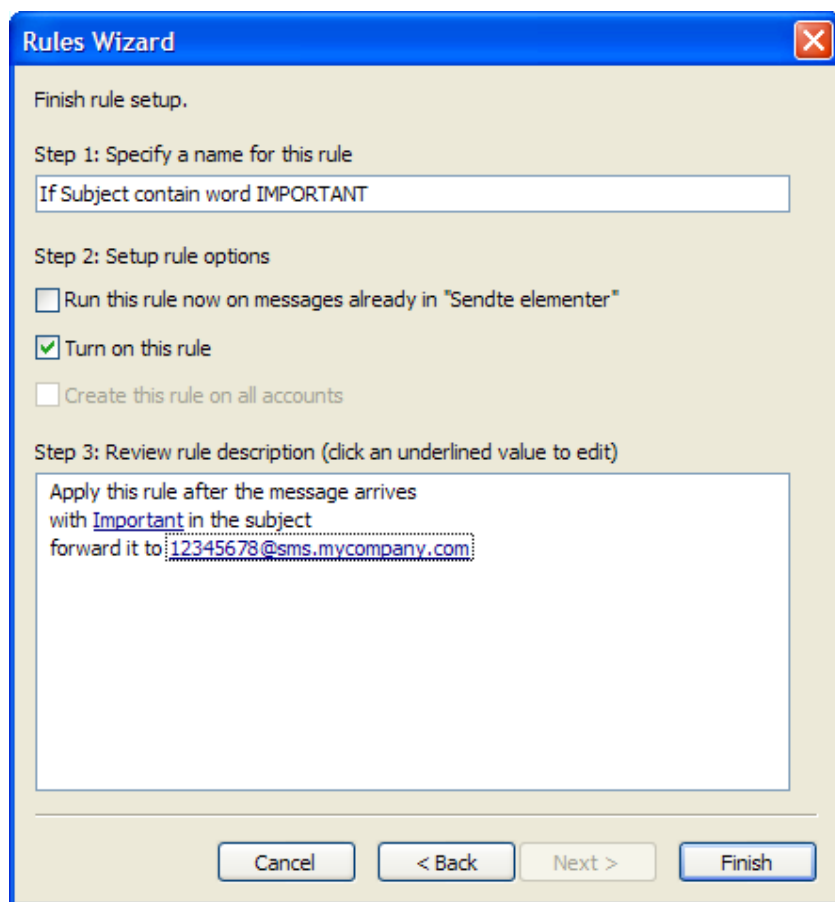 Rules Wizard
Finish rule setup.
Step 1: Specify a name for this rule
If Subject contain word IMPORTANT
Step 2: Setup rule options
Run this rule now on messages already in "Sendte elementer"
Turn on this rule
Create this rule on all accounts
Step 3: Review rule description (click an underlined value to edit)
Apply this rule after the message arrives
with Important in the subject
forward it to 12345678@sms.mycompany.com
Cancel < Back Next > Finish